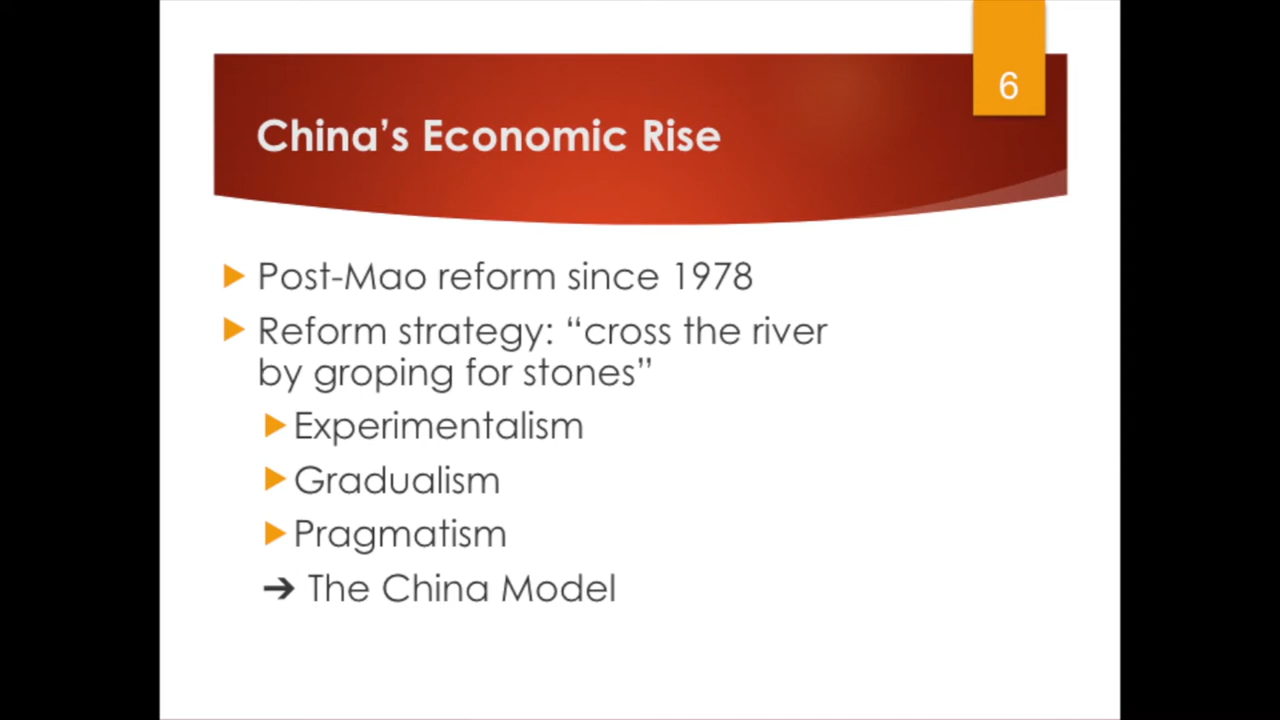 6
China’s Economic Rise
Post-Mao reform since 1978
Reform strategy: “cross the river
by groping for stones”
Experimentalism
Gradualism
Pragmatism
➔ The China Model